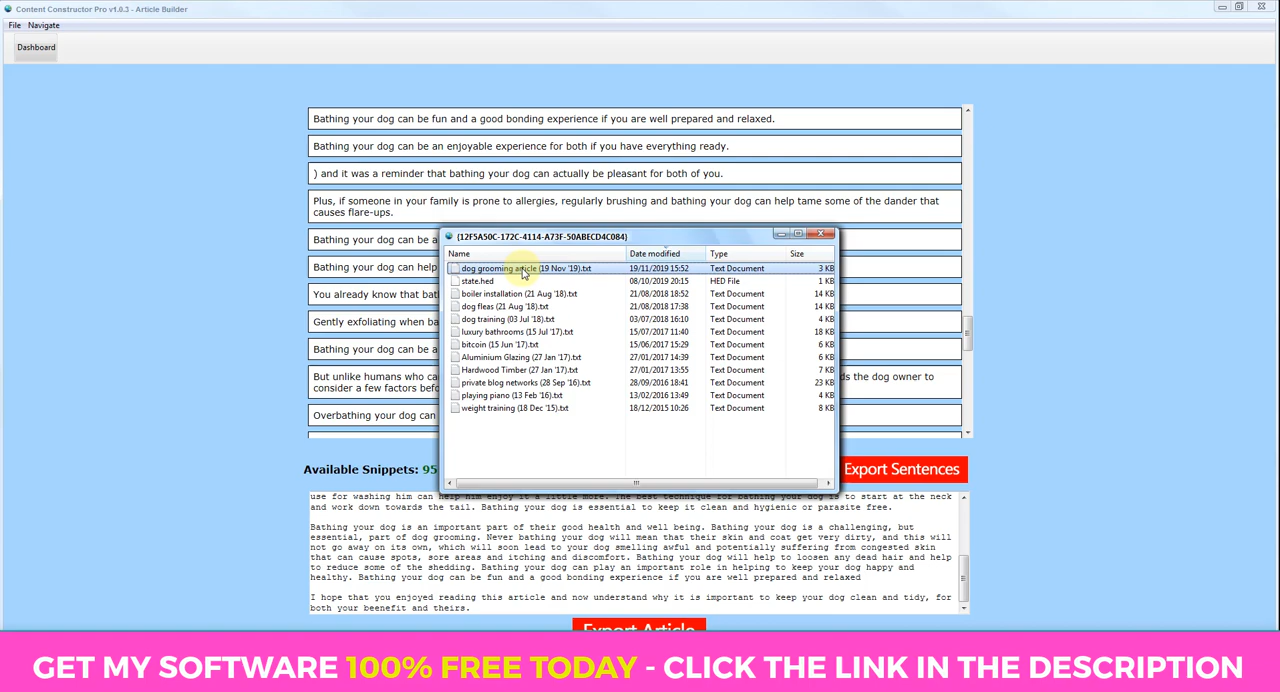 Content Constructor Pro v1.0.3 - Article Builder
File Navigate
Dashboard
Bathing your dog can be fun and a good bonding experience if you are well prepared and relaxed.
Bathing your dog can be an enjoyable experience for both if you have everything ready.
) and it was a reminder that bathing your dog can actually be pleasant for both of you.
Plus, if someone in your family is prone to allergies, regularly brushing and bathing your dog can help tame some of the dander that
causes flare-ups.
Bathing your dog can be a
Bathing your dog can help
You already know that bat
Gently exfoliating when ba
Bathing your dog can be a
But unlike humans who ca
ds the dog owner to
consider a few factors befo
Overbathing your dog can
{12F5A50C-172C-4114-A73F-50ABECD4C084}
Name Date modified Type Size
dog grooming article (19 Nov '19).txt 19/11/2019 15:52 Text Document 3 KB
state.hed 08/10/2019 20:15 HED File 1 KB
boiler installation (21 Aug '18).txt 21/08/2018 18:52 Text Document 14 KB
dog fleas (21 Aug '18).txt 21/08/2018 17:38 Text Document 14 KB
dog training (03 Jul '18).txt 03/07/2018 16:10 Text Document 4 KB
luxury bathrooms (15 Jul '17).txt 15/07/2017 11:40 Text Document 18 KB
bitcoin (15 Jun '17).txt 15/06/2017 15:29 Text Document 6 KB
Aluminium Glazing (27 Jan '17).txt 27/01/2017 14:39 Text Document 6 KB
Hardwood Timber (27 Jan '17).txt 27/01/2017 13:55 Text Document 7 KB
private blog networks (28 Sep '16).txt 28/09/2016 18:41 Text Document 23 KB
playing piano (13 Feb '16).txt 13/02/2016 13:49 Text Document 4 KB
weight training (18 Dec '15).txt 18/12/2015 10:26 Text Document 8 KB
Available Snippets: 95
Export Sentences
use for washing him can help him enjoy it a little more. The best technique for bathing your dog is to start at the neck
and work down towards the tail. Bathing your dog is essential to keep it clean and hygienic or parasite free.
Bathing your dog is an important part of their good health and well being. Bathing your dog is a challenging, but
essential, part of dog grooming. Never bathing your dog will mean that their skin and coat get very dirty, and this will
not go away on its own, which will soon lead to your dog smelling awful and potentially suffering from congested skin
that can cause spots, sore areas and itching and discomfort. Bathing your dog will help to loosen any dead hair and help
to reduce some of the shedding. Bathing your dog can play an important role in helping to keep your dog happy and
healthy. Bathing your dog can be fun and a good bonding experience if you are well prepared and relaxed
I hope that you enjoyed reading this article and now understand why it is important to keep your dog clean and tidy, for
both your beenefit and theirs.
Export Article
GET MY SOFTWARE 100% FREE TODAY - CLICK THE LINK IN THE DESCRIPTION